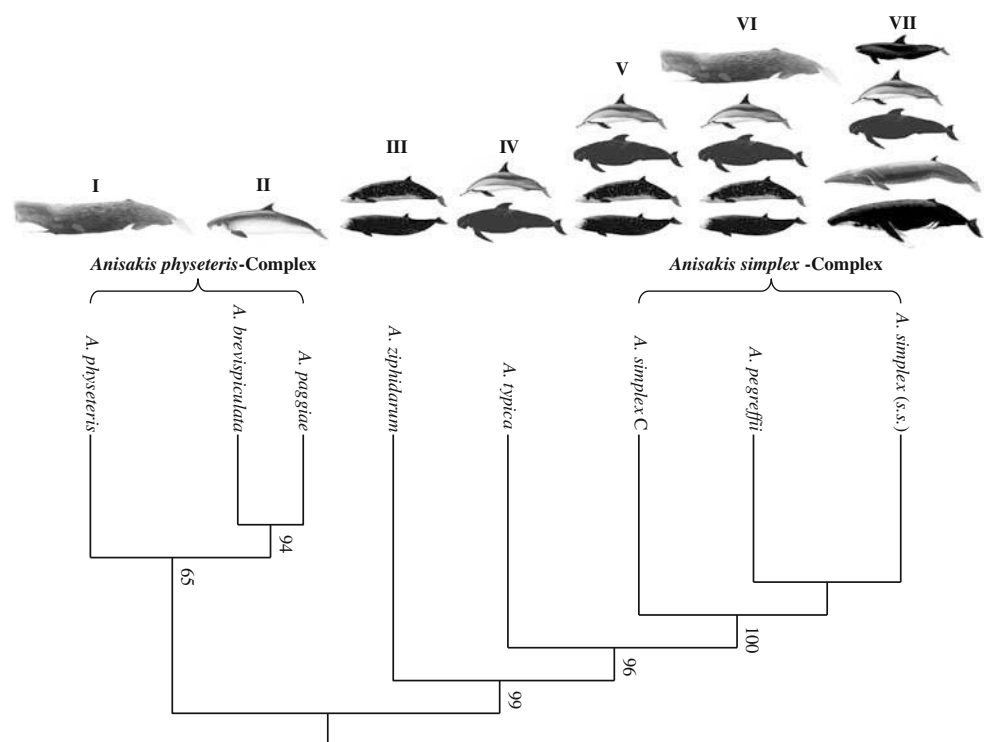 I
II
III
IV
V
VI
VII
Anisakis physeteris-Complex
Anisakis simplex -Complex
A. physeteris
A. brevispiculata
A. paggiae
A. ziphidarum
A. typica
A. simplex C
A. pegreffii
A. simplex (s.s.)
94
65
100
96
99